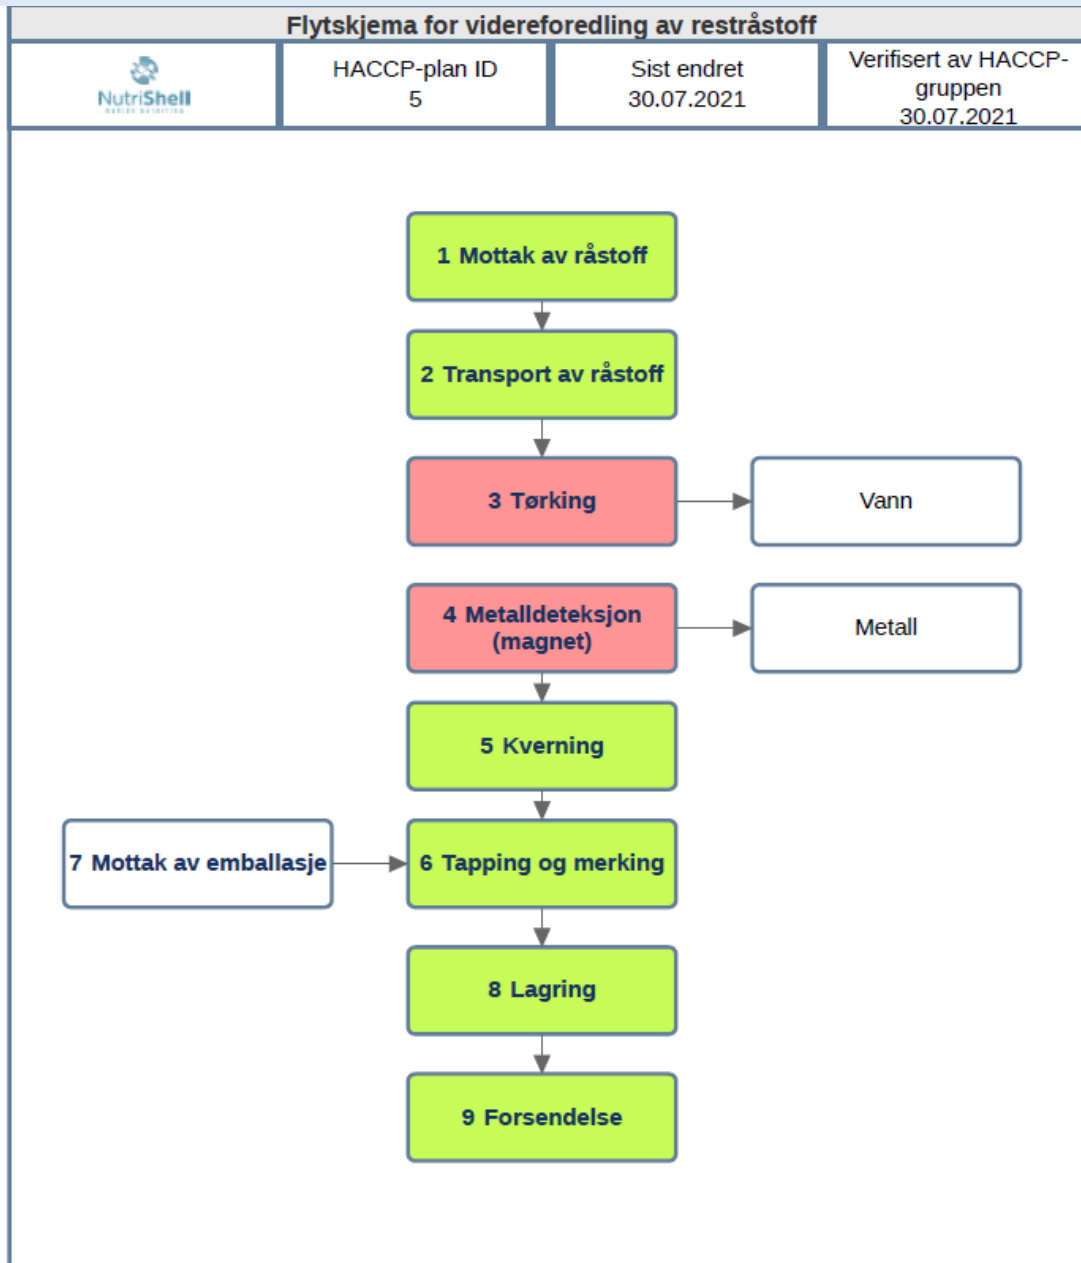 Flytskjema for videreforedling av restråstoff
NutriShell
MARINE NUTRITION
HACCP-plan ID
5
Sist endret
30.07.2021
Verifisert av HACCP-
gruppen
30.07.2021
1 Mottak av råstoff
2 Transport av råstoff
3 Tørking
Vann
4 Metalldeteksjon
(magnet)
Metall
5 Kverning
7 Mottak av emballasje
6 Tapping og merking
8 Lagring
9 Forsendelse